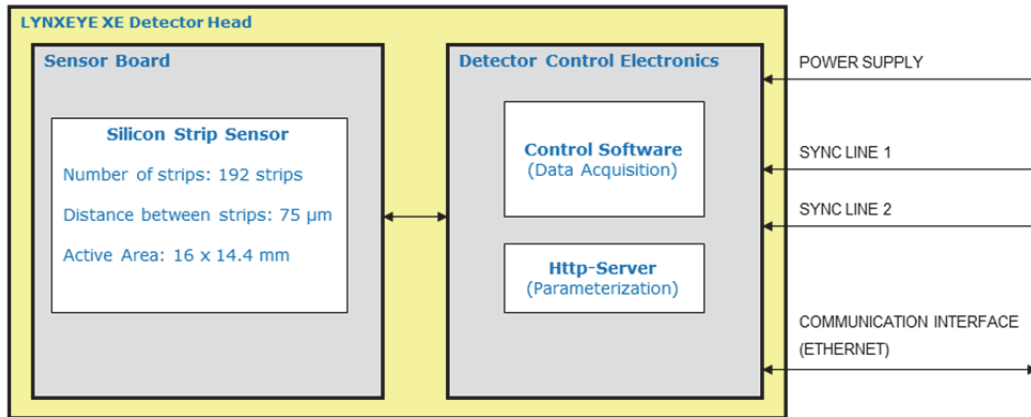 LYNXEYE XE Detector Head
Sensor Board
Silicon Strip Sensor
Number of strips: 192 strips
Distance between strips: 75 µm
Active Area: 16 x 14.4 mm
Detector Control Electronics
Control Software
(Data Acquisition)
Http-Server
(Parameterization)
POWER SUPPLY
SYNC LINE 1
SYNC LINE 2
COMMUNICATION INTERFACE
(ETHERNET)